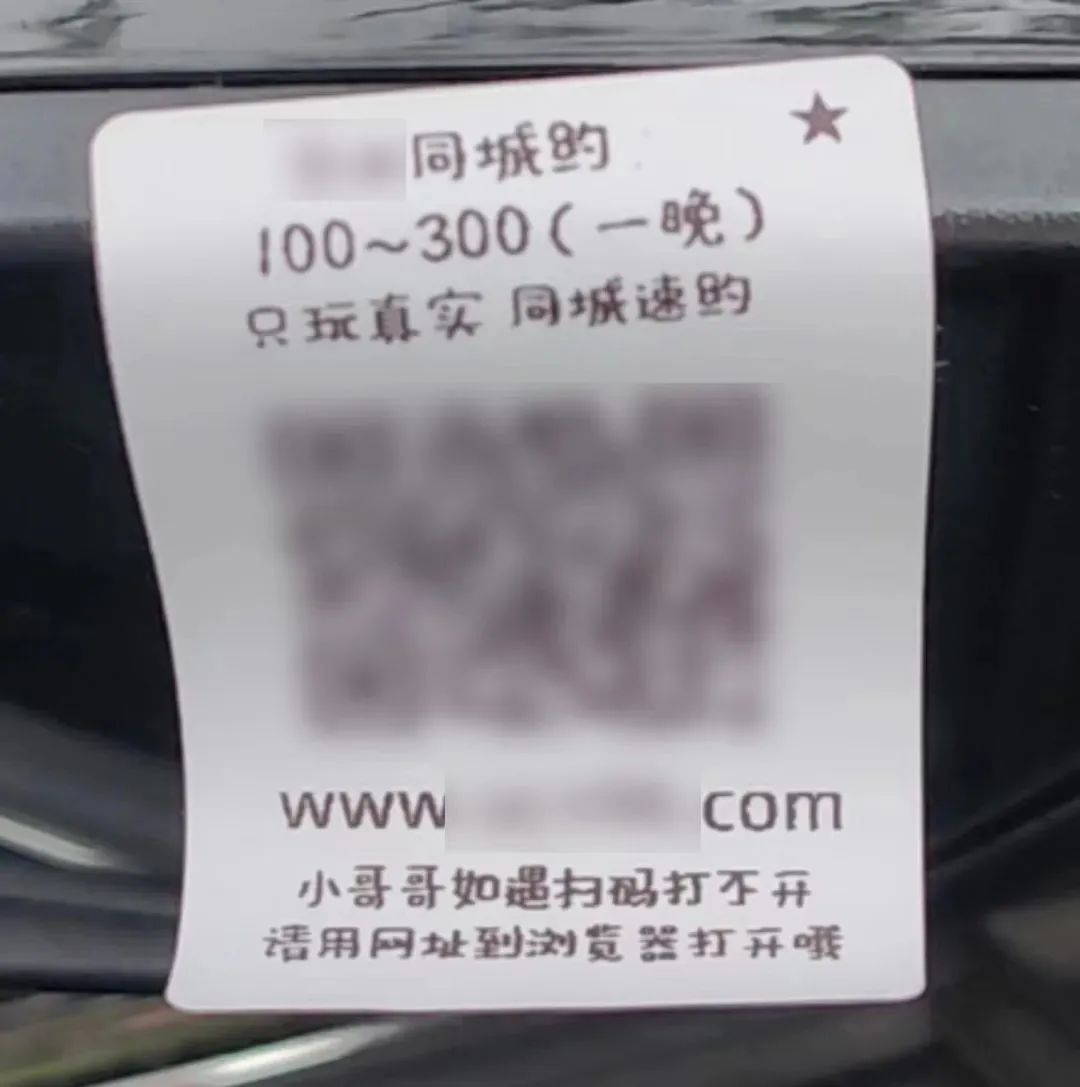 同城约
100~300(一晚)
只玩真实 同城速约
www
com
小哥哥如遇扫码打不开
请用网址到浏览器打开哦